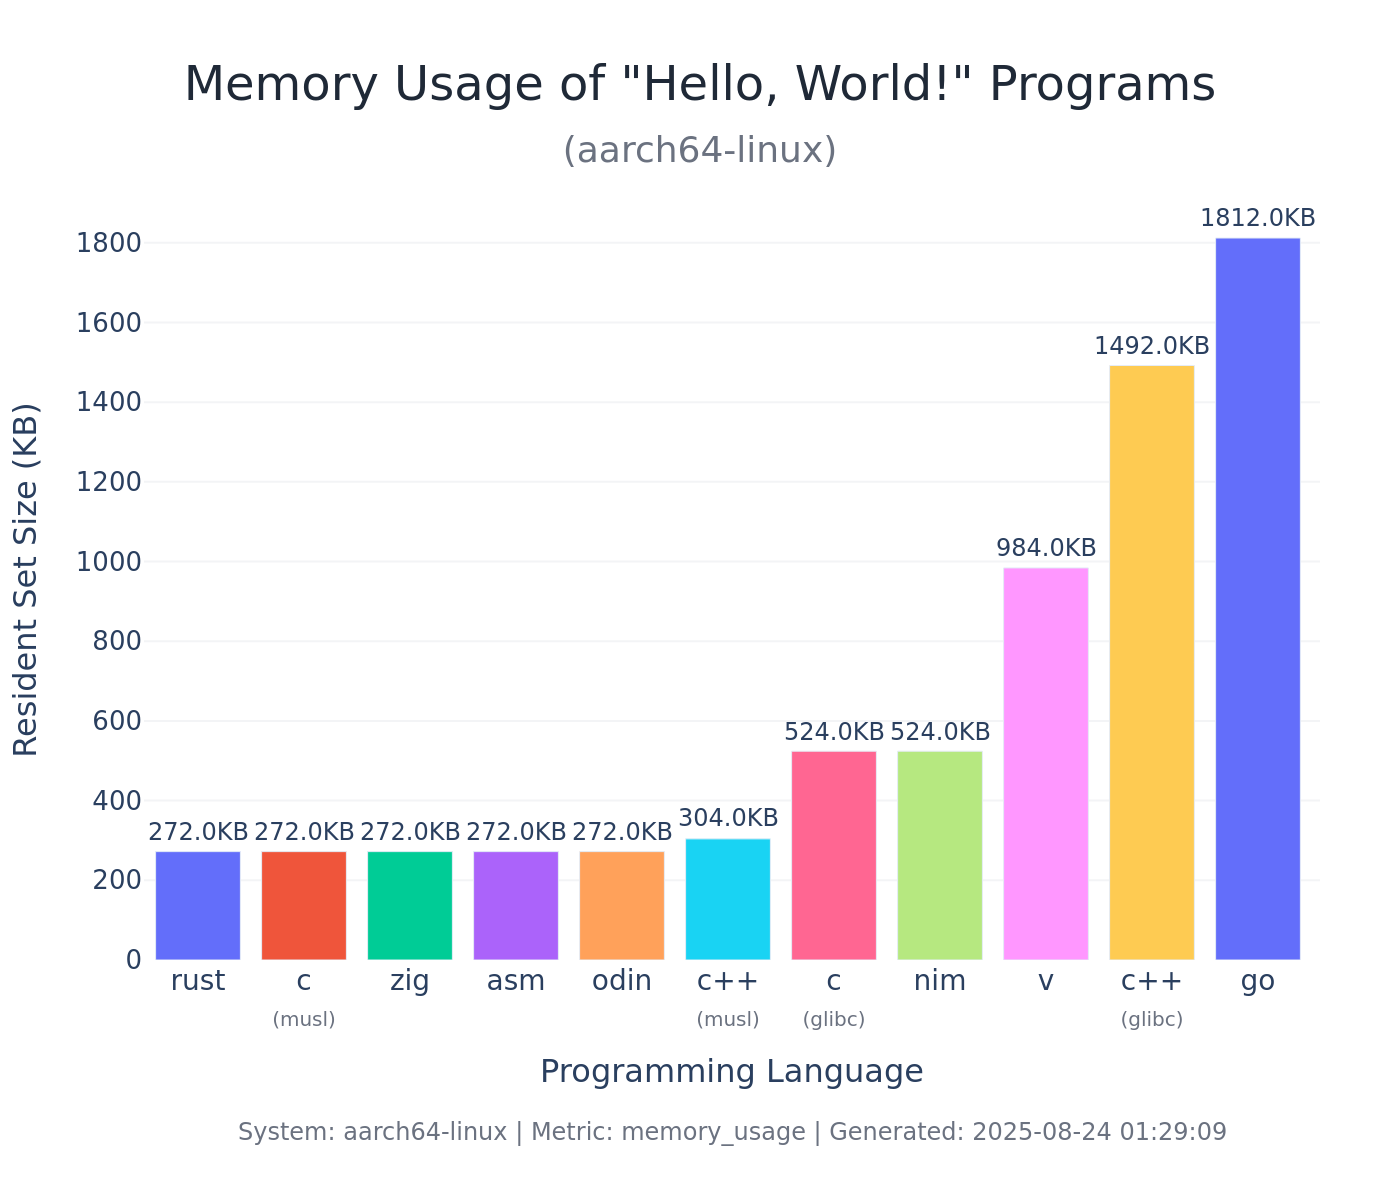 Memory Usage of "Hello, World!" Programs
(aarch64-linux)
Resident Set Size (KB)
1800
1600
1400
1200
1000
800
600
400
200
0
272.0KB 272.0KB 272.0KB 272.0KB 272.0KB 304.0KB 524.0KB 524.0KB 984.0KB 1492.0KB 1812.0KB
rust c zig asm odin c++ c nim v c++ go
(musl) (musl) (glibc) (glibc)
Programming Language
System: aarch64-linux | Metric: memory_usage | Generated: 2025-08-24 01:29:09